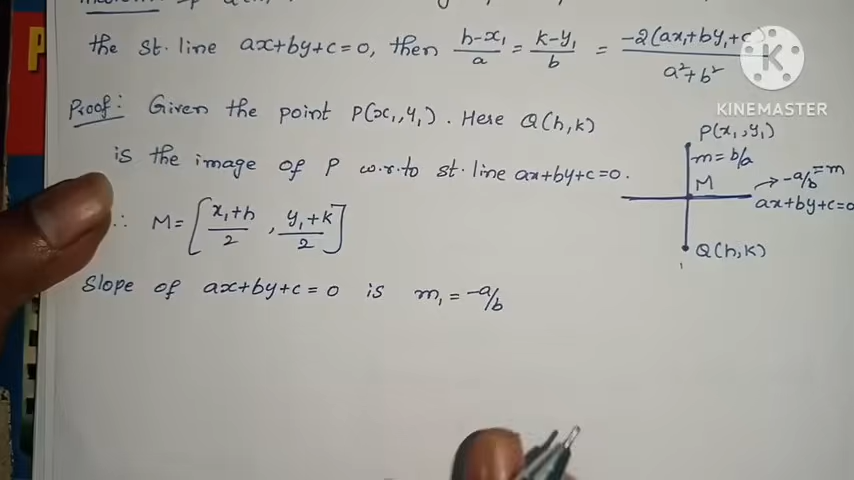 the st. line ax+by+c=0, then h-x₁/a = k-y₁/b = -2(ax₁+by₁+c)/a²+b²
Proof: Given the point P(x₁,y₁). Here Q(h,k)
is the image of P w.r.to st.line ax+by+c=0.
∴ M = [x₁+h/2, y₁+k/2]
Slope of ax+by+c=0 is m₁ = -a/b
P(x₁,y₁)
m=b/a
M
-a/b=m
ax+by+c=0
Q(h,k)
KINEMASTER